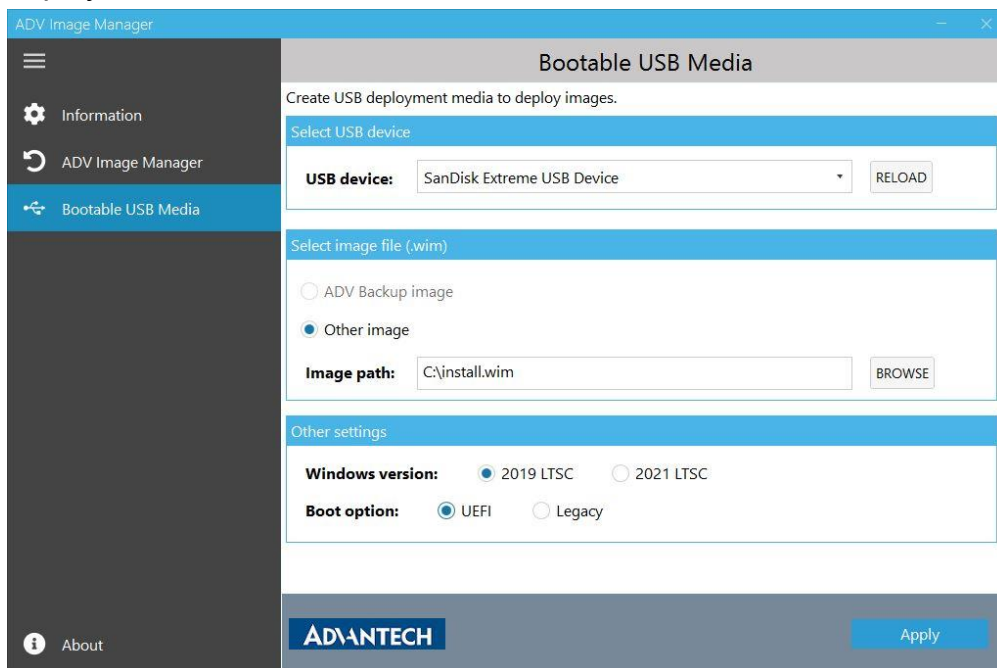 ADV Image Manager
Bootable USB Media
Create USB deployment media to deploy images.
Information
ADV Image Manager
Bootable USB Media
Select USB device
USB device: SanDisk Extreme USB Device RELOAD
Select image file (.wim)
ADV Backup image
Other image
Image path: C:\install.wim BROWSE
Other settings
Windows version: 2019 LTSC 2021 LTSC
Boot option: UEFI Legacy
About
ADVANTECH
Apply